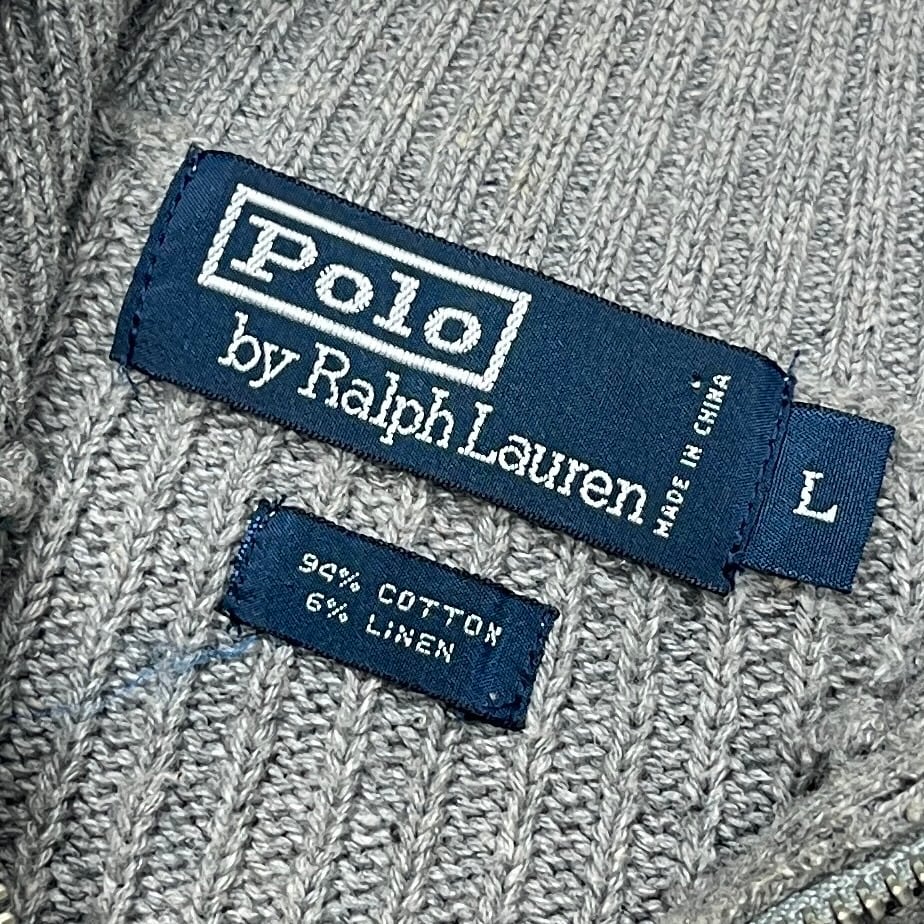 Polo
by Ralph Lauren
MADE IN CHINA
L
94% COTTON
6% LINEN